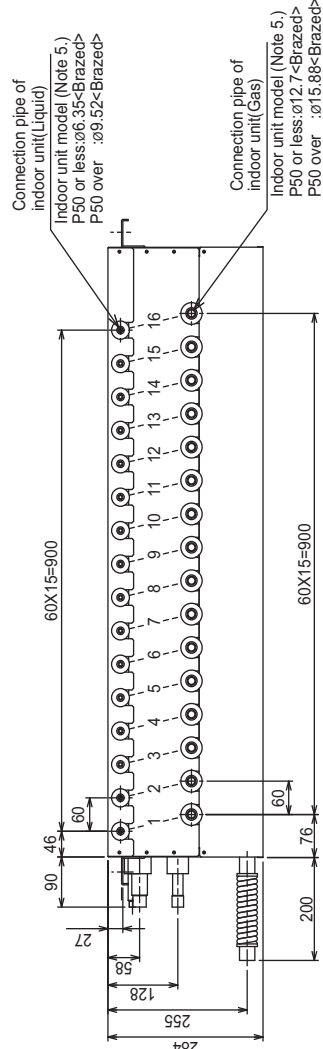 Connection pipe of
indoor unit(Liquid)
Indoor unit model (Note 5.)
P50 or less:ø6.35<Brazed>
P50 over :ø9.52<Brazed>
60X15=900
46
60
90
27
58
128
255
284
1 2 3 4 5 6 7 8 9 10 11 12 13 14 15 16
60
76
60X15=900
200
Connection pipe of
indoor unit(Gas)
Indoor unit model (Note 5.)
P50 or less:ø12.7<Brazed>
P50 over :ø15.88<Brazed>